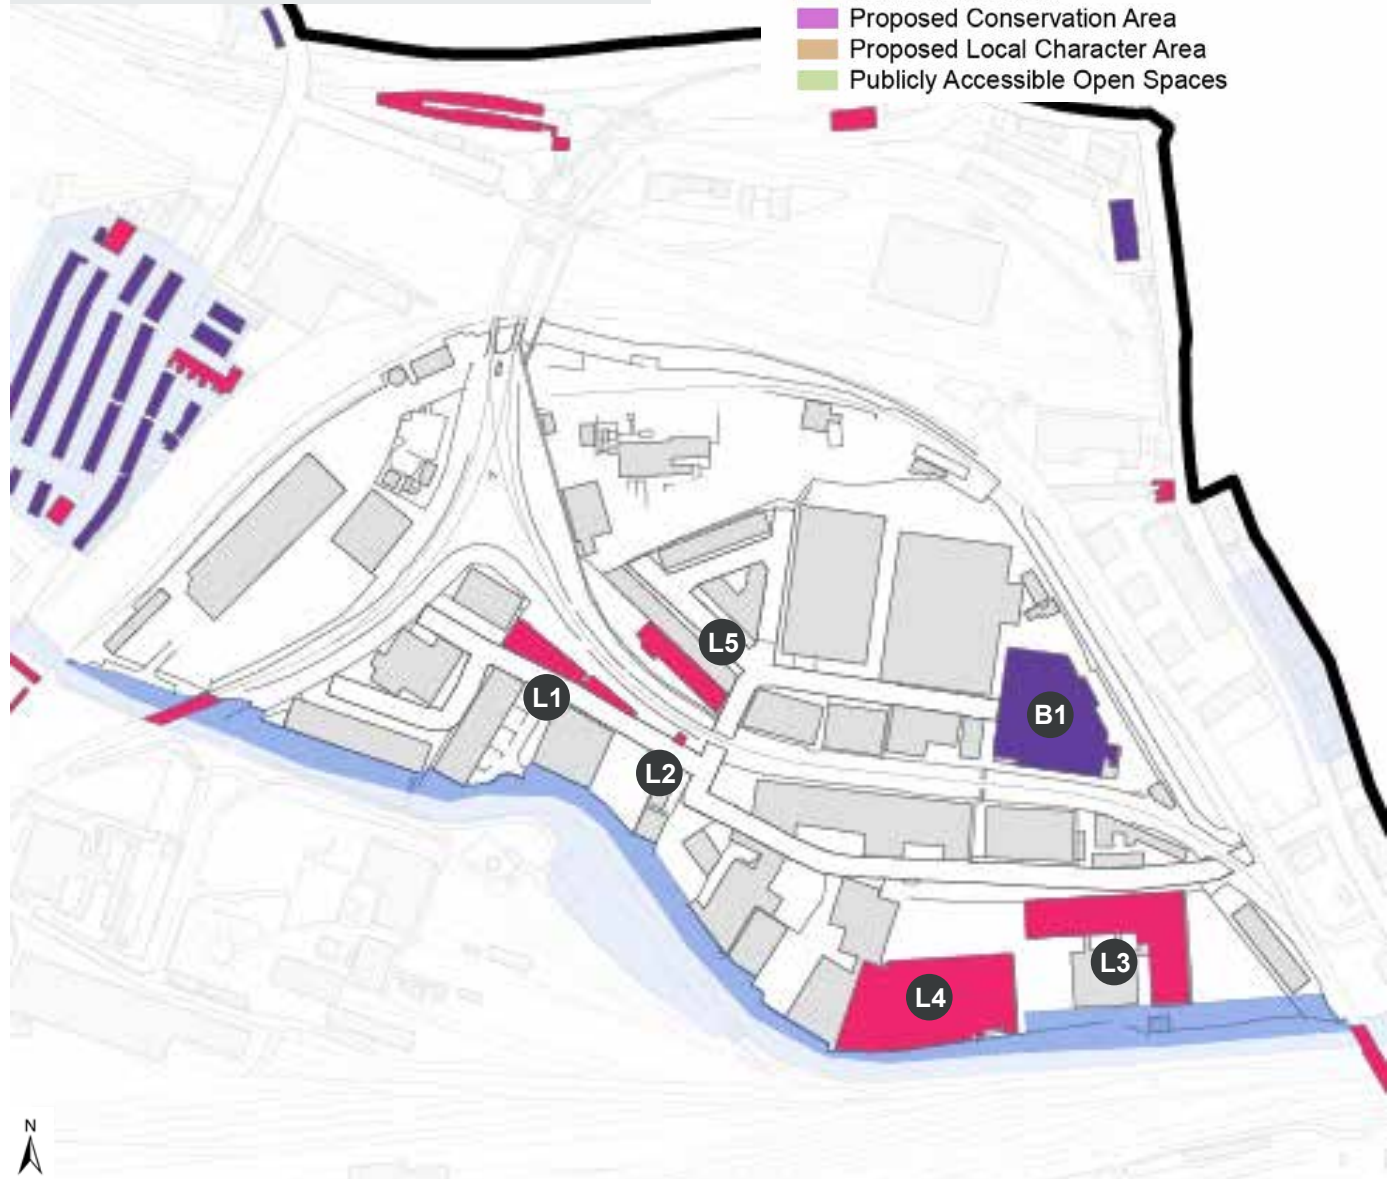 Proposed Conservation Area
Proposed Local Character Area
Publicly Accessible Open Spaces
L5
L1
B1
L2
L3
L4
N